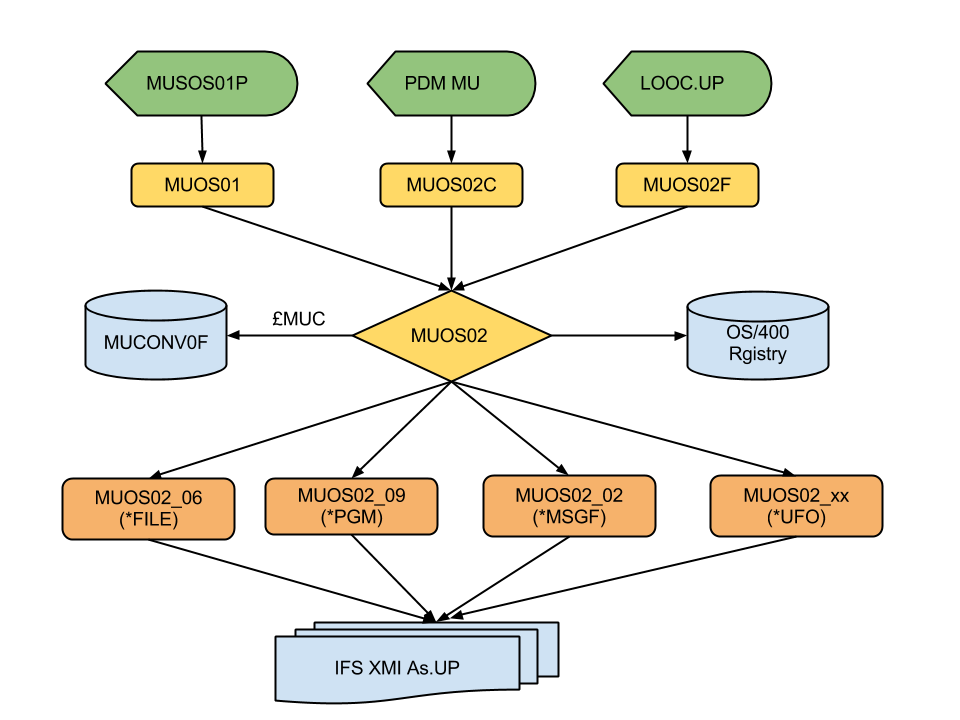 MUSOS01P
PDM MU
LOOC.UP
MUOS01
MUOS02C
MUOS02F
£MUC
MUCONV0F
MUOS02
OS/400
Rgistry
MUOS02_06
(*FILE)
MUOS02_09
(*PGM)
MUOS02_02
(*MSGF)
MUOS02_xx
(*UFO)
IFS XMI As.UP